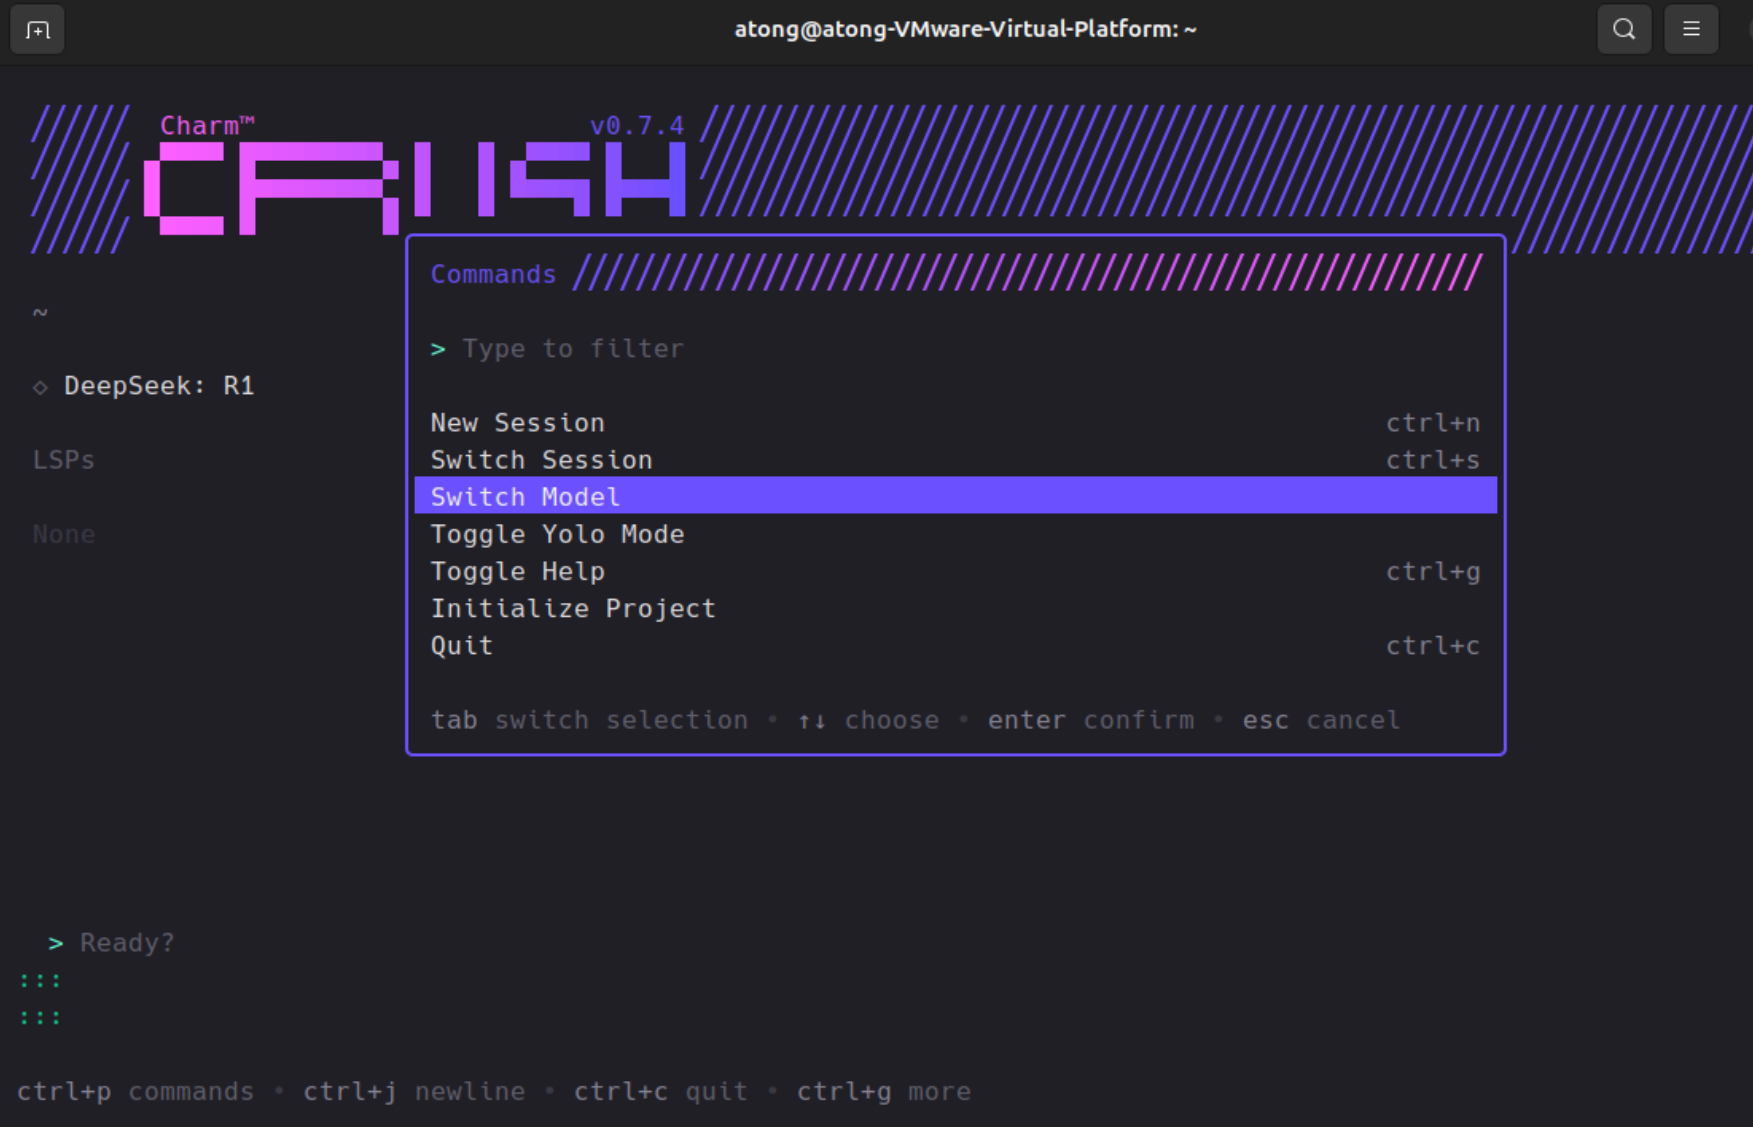 atong@atong-VMware-Virtual-Platform: ~
Charm™ v0.7.4
CRUSH
Commands
~
> Type to filter
◇ DeepSeek: R1
New Session ctrl+n
LSPs
Switch Session ctrl+s
Switch Model
None
Toggle Yolo Mode
Toggle Help ctrl+g
Initialize Project
Quit ctrl+c
tab switch selection • ↑↓ choose • enter confirm • esc cancel
> Ready?
:::
:::
ctrl+p commands • ctrl+j newline • ctrl+c quit • ctrl+g more